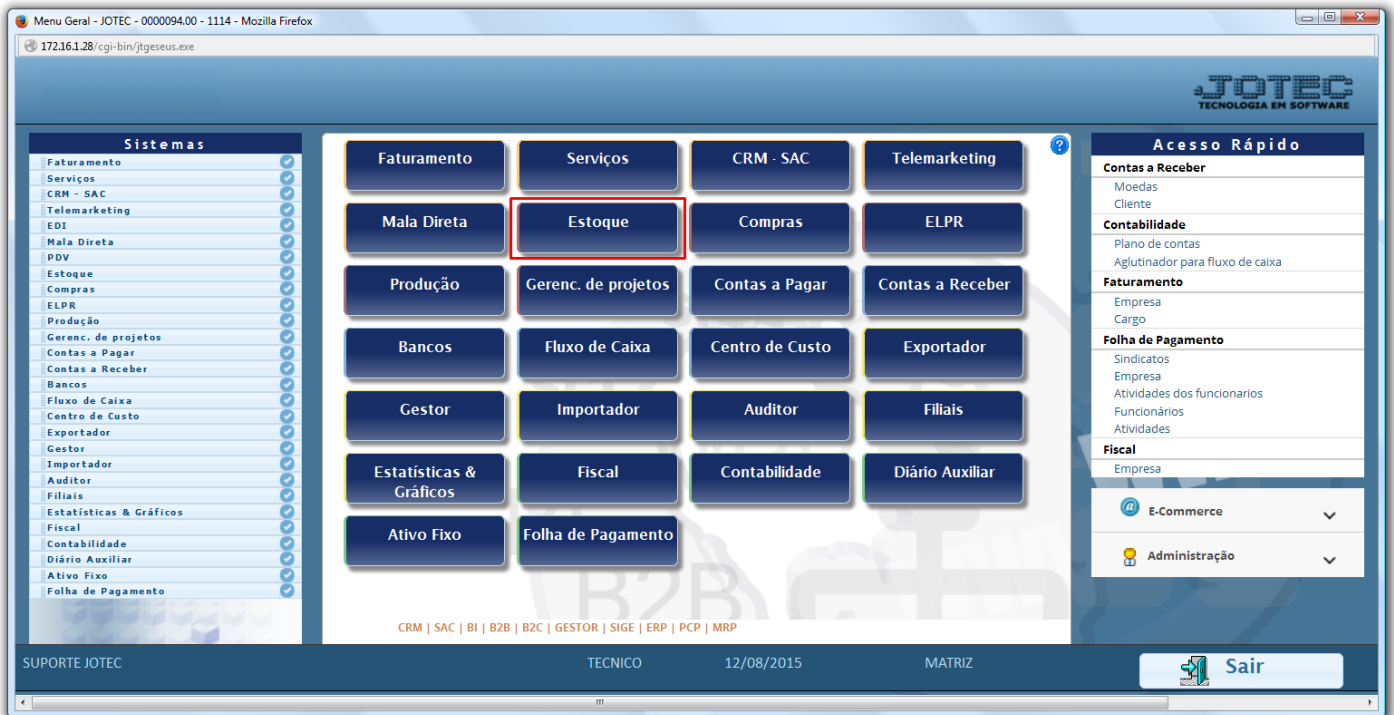 Menu Geral - JOTEC - 0000094.00 - 1114 - Mozilla Firefox
172.16.1.28/cgi-bin/jtgeseus.exe
JOTEC
TECNOLOGIA EM SOFTWARE
Sistemas
Faturamento
Serviços
CRM - SAC
Telemarketing
EDI
Mala Direta
PDV
Estoque
Compras
ELPR
Produção
Gerenc. de projetos
Contas a Pagar
Contas a Receber
Bancos
Fluxo de Caixa
Centro de Custo
Exportador
Gestor
Importador
Auditor
Filiais
Estatísticas & Gráficos
Fiscal
Contabilidade
Diário Auxiliar
Ativo Fixo
Folha de Pagamento
Faturamento
Serviços
CRM - SAC
Telemarketing
Mala Direta
Estoque
Compras
ELPR
Produção
Gerenc. de projetos
Contas a Pagar
Contas a Receber
Bancos
Fluxo de Caixa
Centro de Custo
Exportador
Gestor
Importador
Auditor
Filiais
Estatísticas &
Gráficos
Fiscal
Contabilidade
Diário Auxiliar
Ativo Fixo
Folha de Pagamento
B2B
CRM | SAC | BI | B2B | B2C | GESTOR | SIGE | ERP | PCP | MRP
Acesso Rápido
Contas a Receber
Moedas
Cliente
Contabilidade
Plano de contas
Aglutinador para fluxo de caixa
Faturamento
Empresa
Cargo
Folha de Pagamento
Sindicatos
Empresa
Atividades dos funcionarios
Funcionários
Atividades
Fiscal
Empresa
E-Commerce
Administração
SUPORTE JOTEC
TECNICO
12/08/2015
MATRIZ
Sair